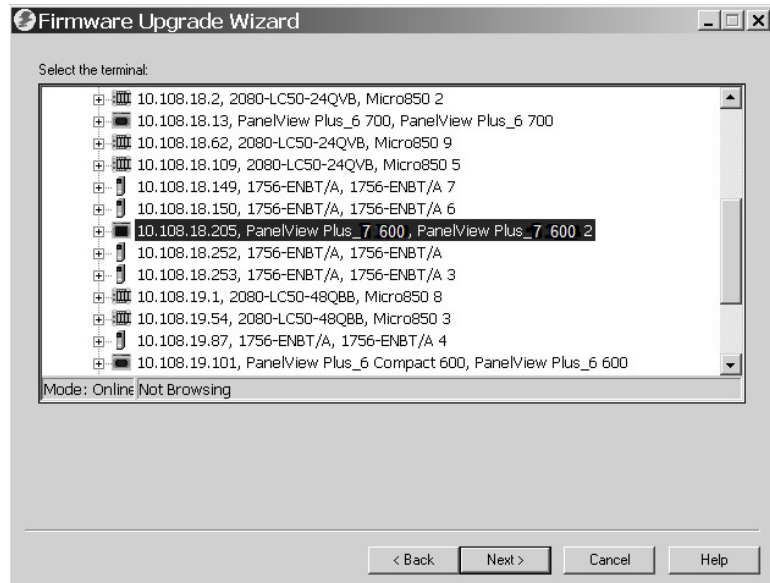 Firmware Upgrade Wizard
Select the terminal:
10.108.18.2, 2080-LC50-24QVB, Micro850 2
10.108.18.13, PanelView Plus_6 700, PanelView Plus_6 700
10.108.18.62, 2080-LC50-24QVB, Micro850 9
10.108.18.109, 2080-LC50-24QVB, Micro850 5
10.108.18.149, 1756-ENBT/A, 1756-ENBT/A 7
10.108.18.150, 1756-ENBT/A, 1756-ENBT/A 6
10.108.18.205, PanelView Plus_7 600, PanelView Plus_7 600 2
10.108.18.252, 1756-ENBT/A, 1756-ENBT/A
10.108.18.253, 1756-ENBT/A, 1756-ENBT/A 3
10.108.19.1, 2080-LC50-48QBB, Micro850 8
10.108.19.54, 2080-LC50-48QBB, Micro850 3
10.108.19.87, 1756-ENBT/A, 1756-ENBT/A 4
10.108.19.101, PanelView Plus_6 Compact 600, PanelView Plus_6 600
Mode: Online Not Browsing
< Back Next > Cancel Help